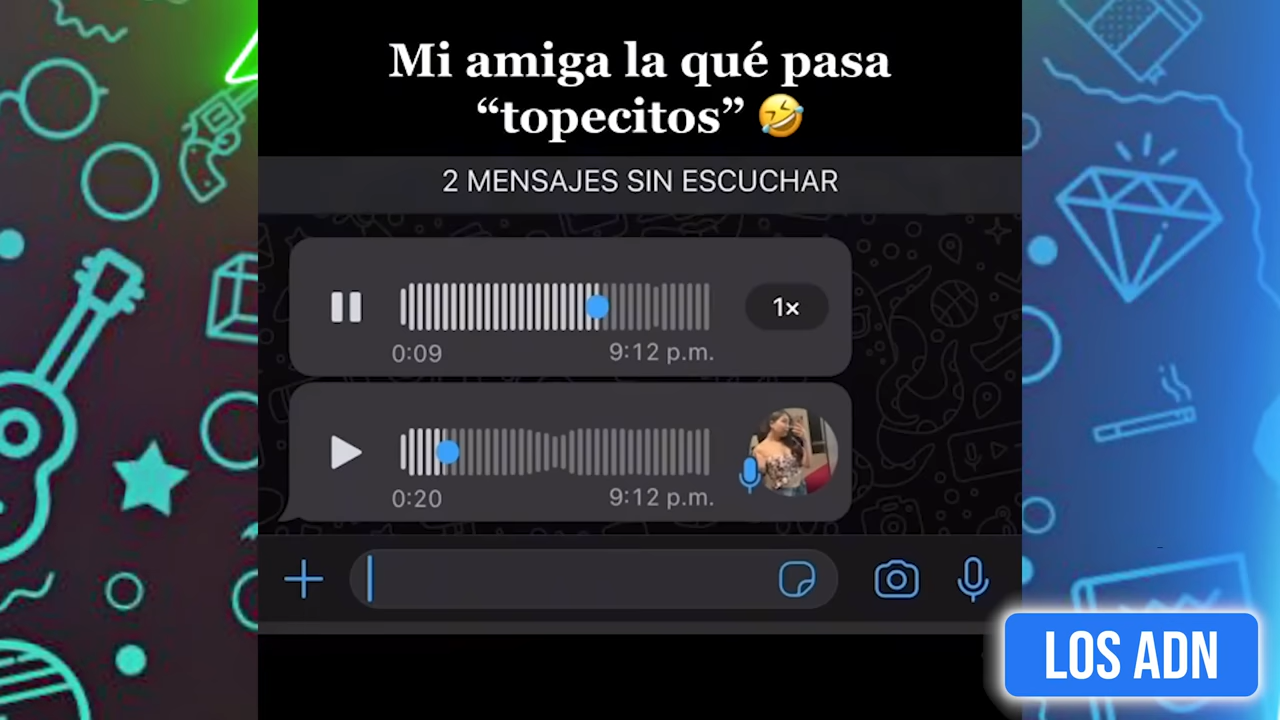 Mi amiga la qué pasa
“topecitos” 🤣
2 MENSAJES SIN ESCUCHAR
1x
0:09 9:12 p.m.
0:20 9:12 p.m.
LOS ADN